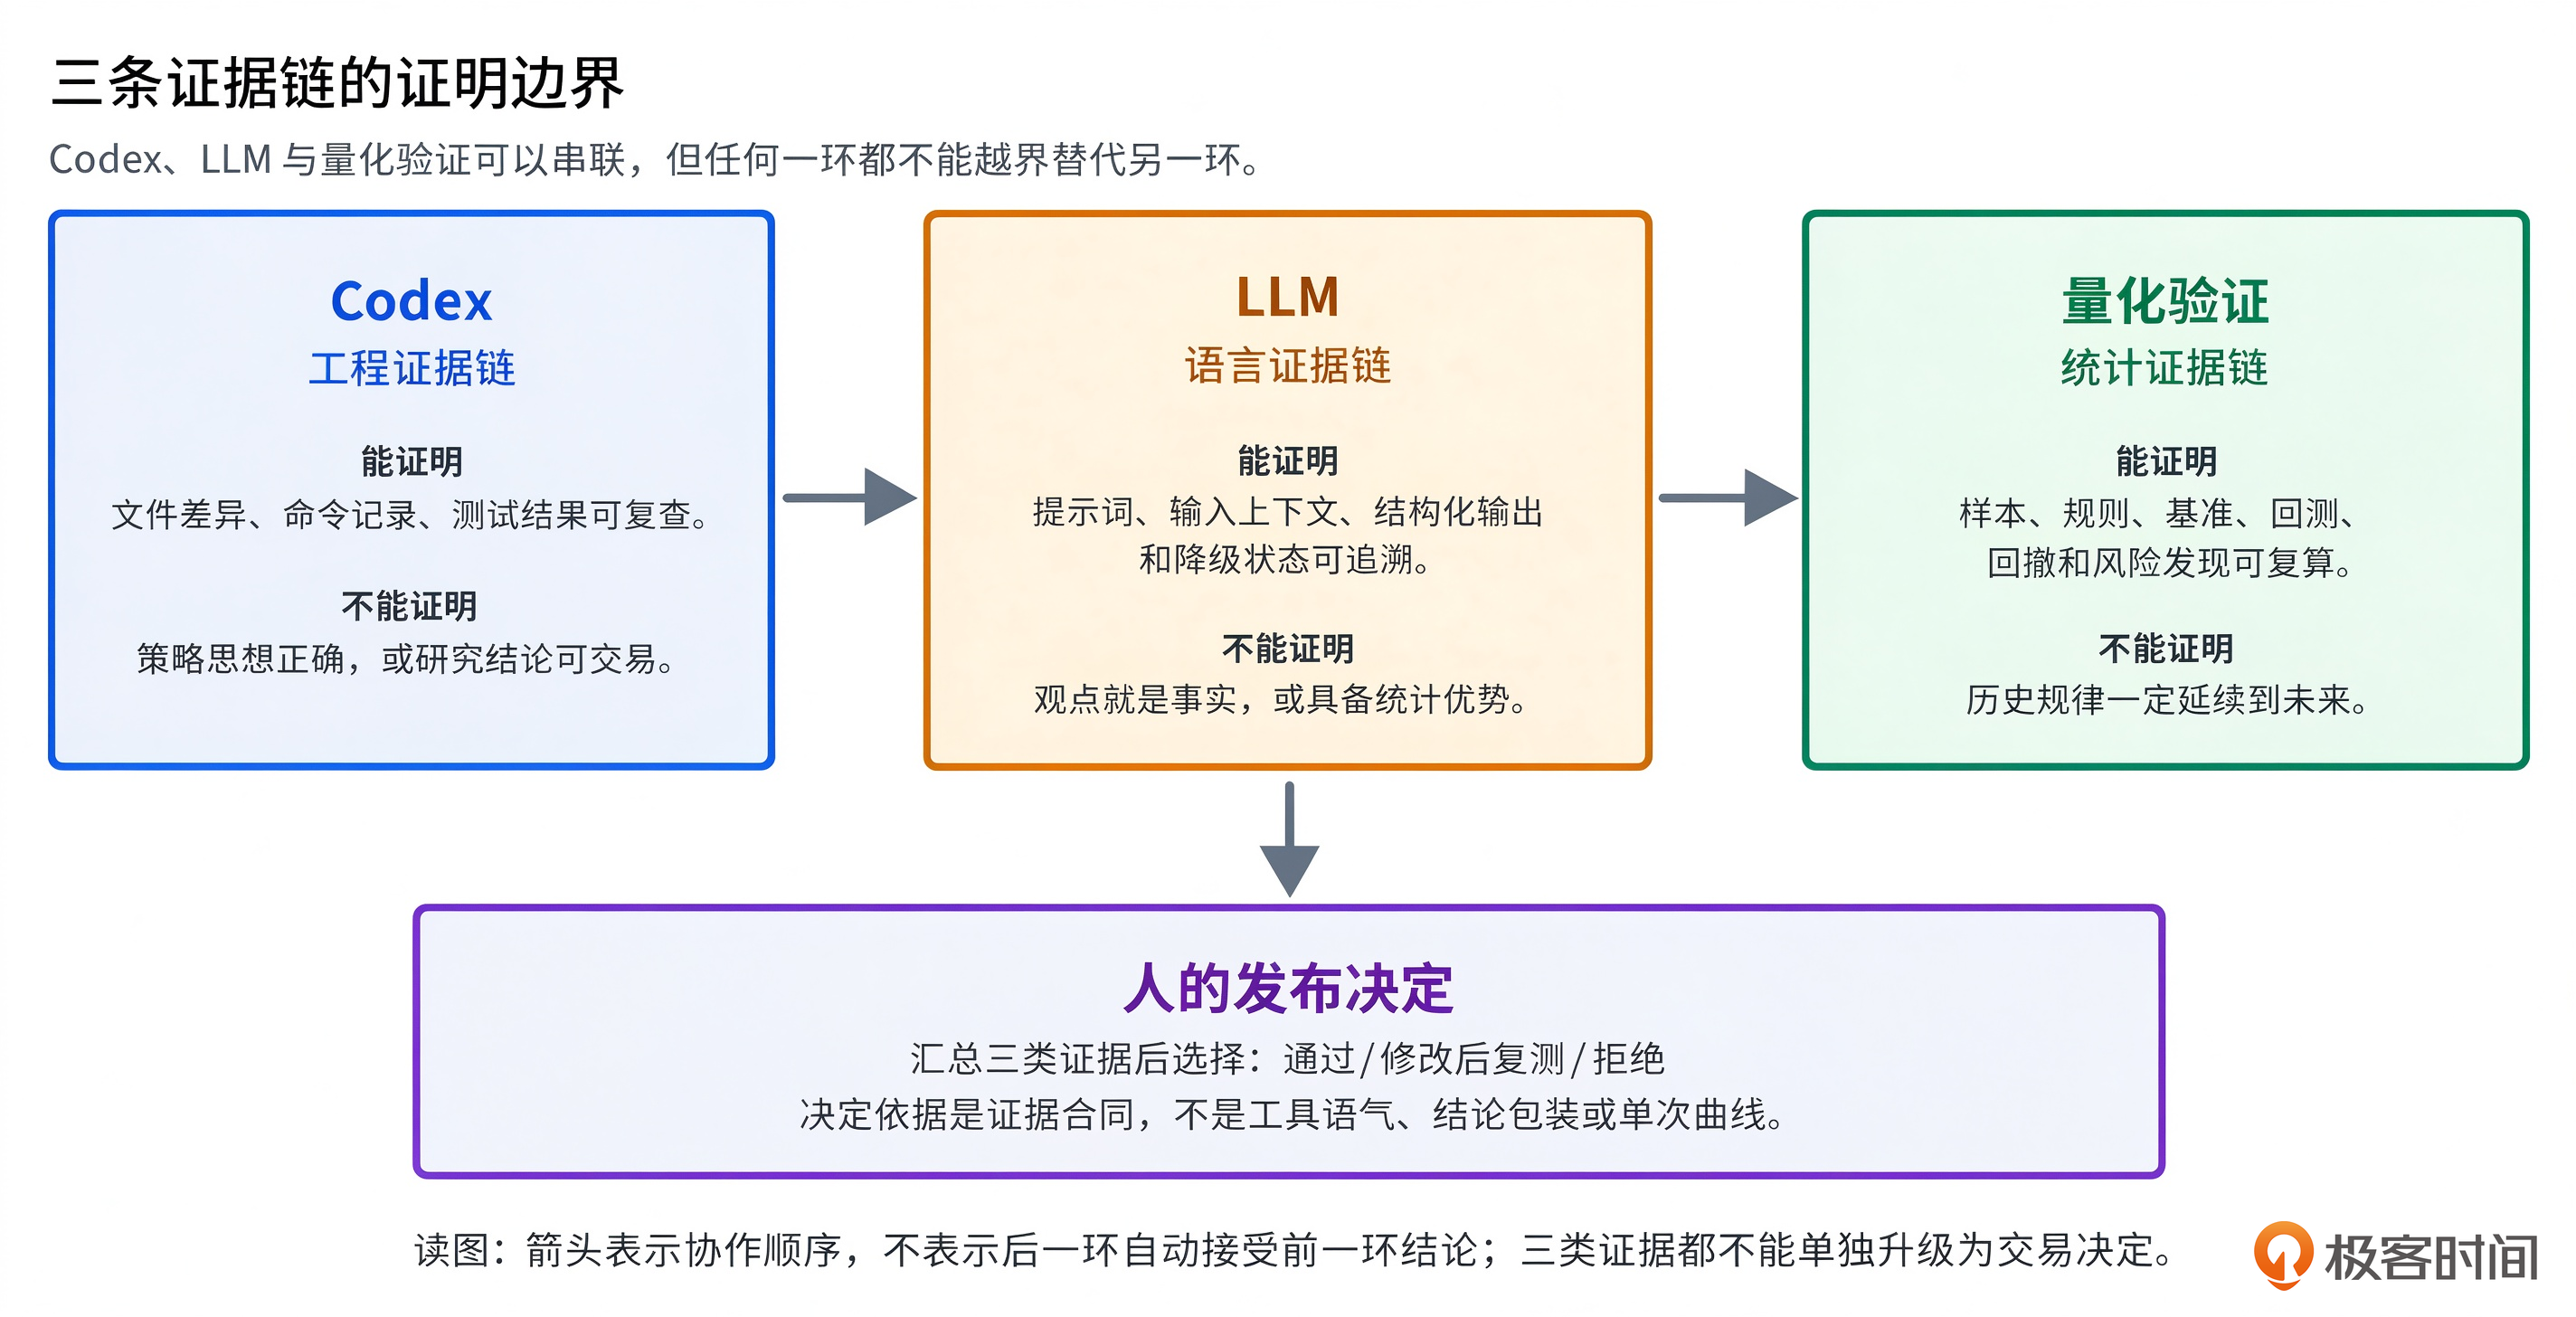 三条证据链的证明边界
Codex、LLM 与量化验证可以串联，但任何一环都不能越界替代另一环。
Codex
工程证据链
能证明
文件差异、命令记录、测试结果可复查。
不能证明
策略思想正确，或研究结论可交易。
LLM
语言证据链
能证明
提示词、输入上下文、结构化输出
和降级状态可追溯。
不能证明
观点就是事实，或具备统计优势。
量化验证
统计证据链
能证明
样本、规则、基准、回测、
回撤和风险发现可复算。
不能证明
历史规律一定延续到未来。
人的发布决定
汇总三类证据后选择：通过/修改后复测/拒绝
决定依据是证据合同，不是工具语气、结论包装或单次曲线。
读图：箭头表示协作顺序，不表示后一环自动接受前一环结论；三类证据都不能单独升级为交易决定。
极客时间